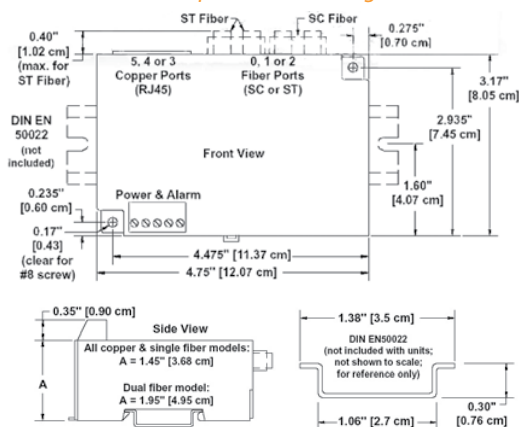 ST Fiber
SC Fiber
0.40"
[1.02 cm]
(max. for
ST Fiber)
0.275"
[0.70 cm]
5, 4 or 3
Copper Ports
(RJ45)
0, 1 or 2
Fiber Ports
(SC or ST)
3.17"
[8.05 cm]
2.935"
[7.45 cm]
DIN EN
50022
(not
included)
Front View
1.60"
[4.07 cm]
0.235"
[0.60 cm]
Power & Alarm
0.17"
[0.43]
(clear for
#8 screw)
4.475" [11.37 cm]
4.75" [12.07 cm]
0.35" [0.90 cm]
Side View
All copper & single fiber models:
A = 1.45" [3.68 cm]
Dual fiber model:
A = 1.95" [4.95 cm]
A
1.38" [3.5 cm]
DIN EN50022
(not included with units;
not shown to scale;
for reference only)
0.30"
[0.76 cm]
1.06" [2.7 cm]